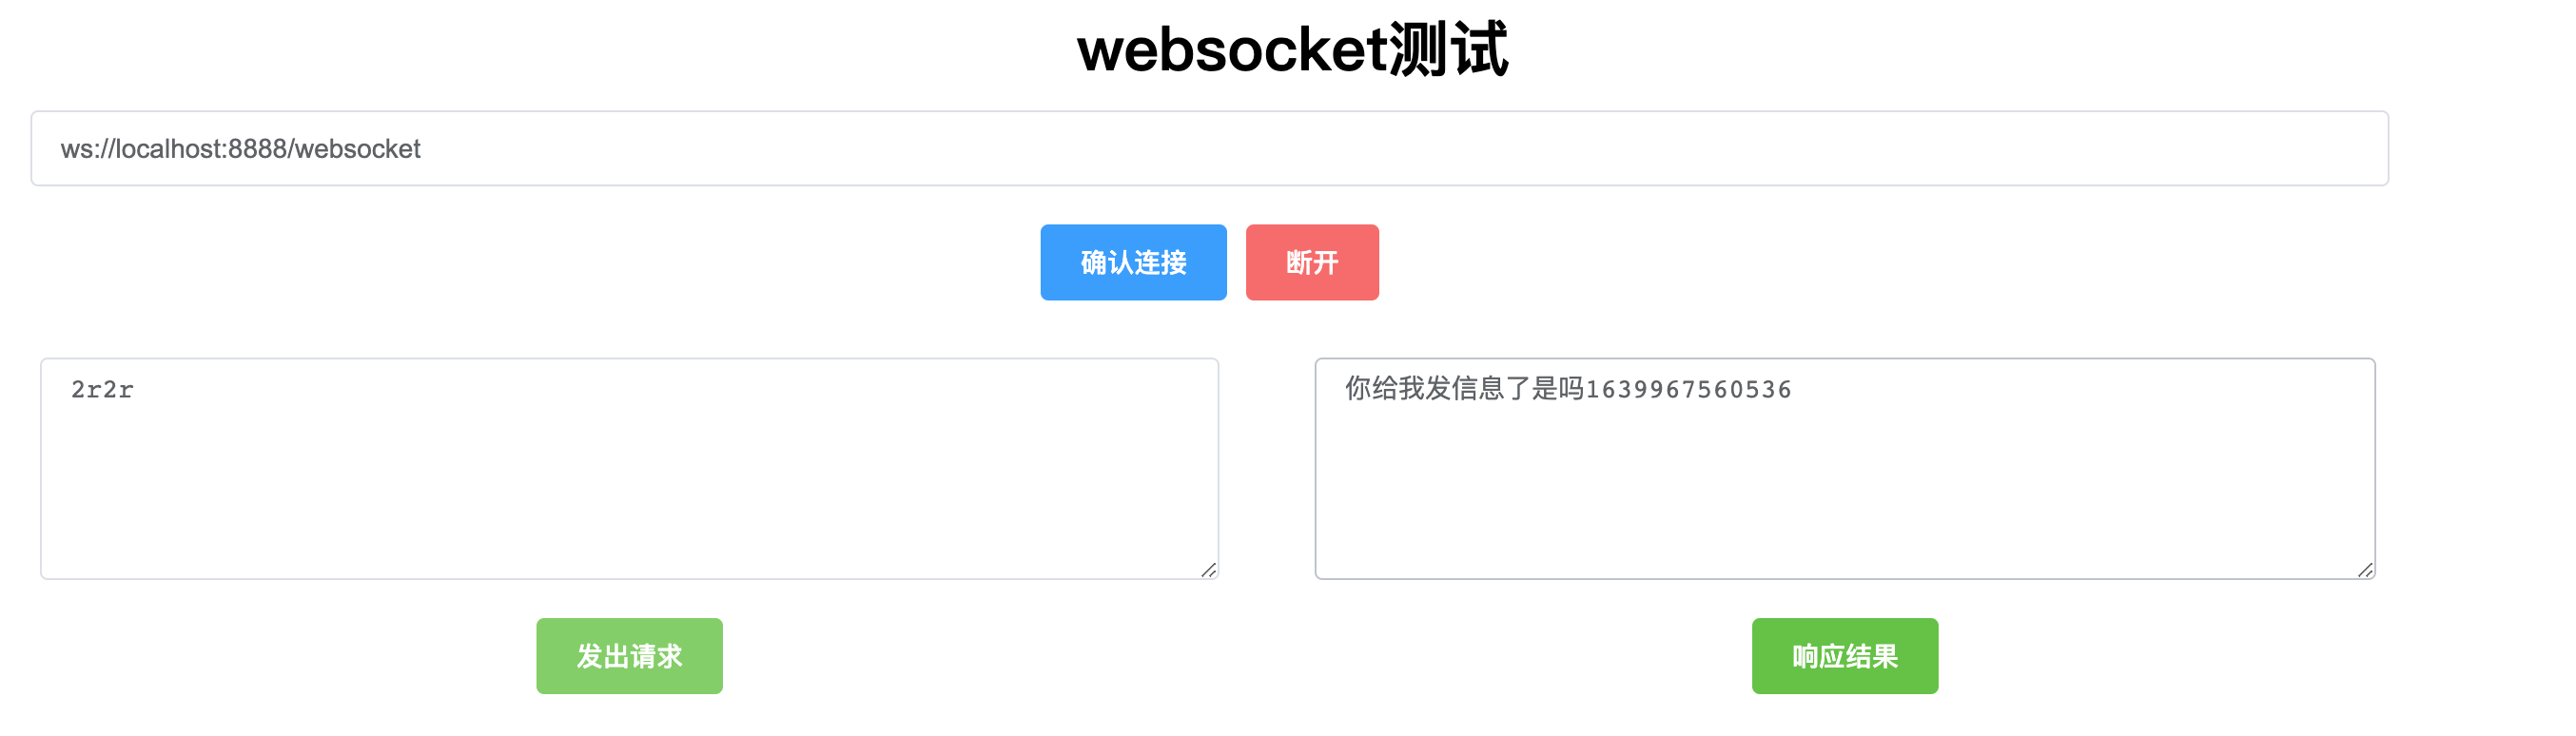 websocket测试
ws://localhost:8888/websocket
确认连接 断开
2r2r
你给我发信息了是吗1639967560536
发出请求 响应结果